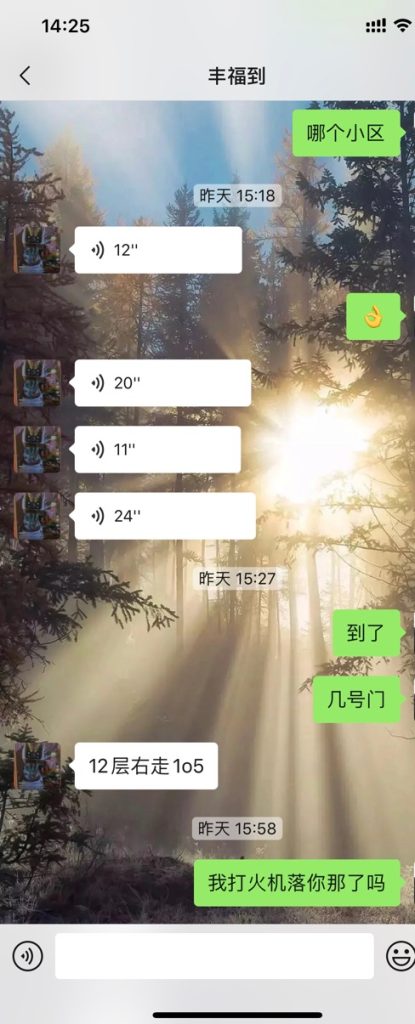 14:25
丰福到
哪个小区
昨天 15:18
12"
👌
20"
11"
24"
昨天 15:27
到了
几号门
12层右走1o5
昨天 15:58
我打火机落你那了吗